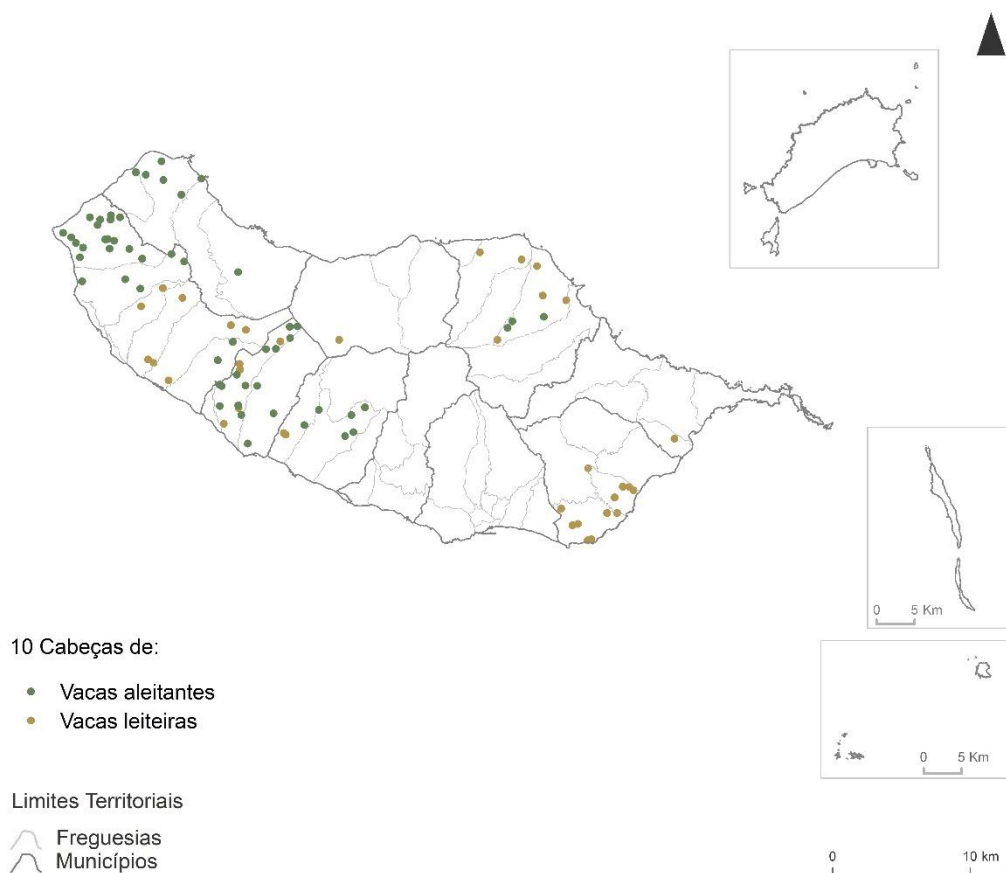 0 5 Km
0 5 Km
10 Cabeças de:
Vacas aleitantes
Vacas leiteiras
Limites Territoriais
Freguesias
Municípios
0 10 km